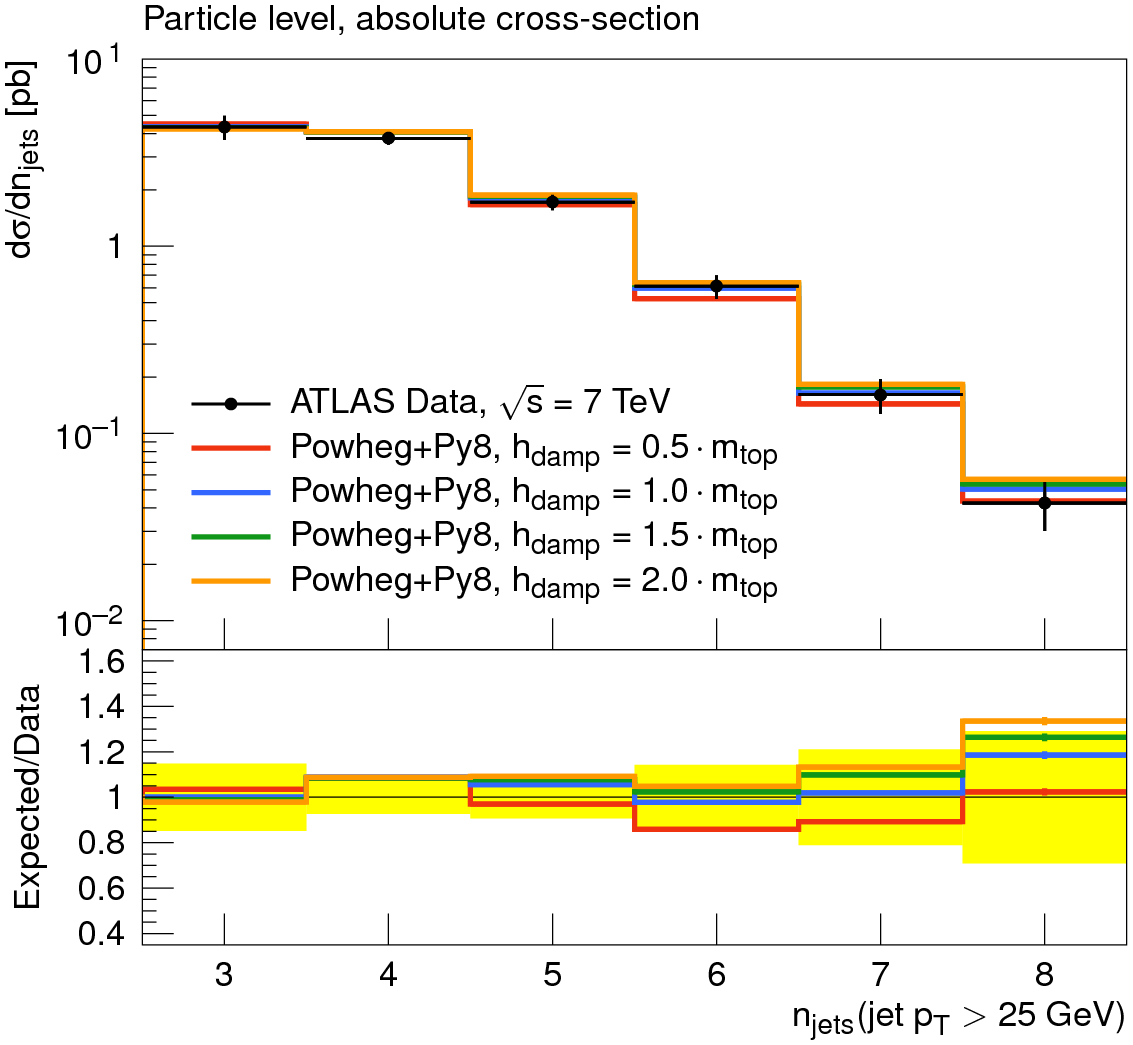 Particle level, absolute cross-section
dσ/dn_jets [pb]
10^1
1
10^−1
10^−2
ATLAS Data, √s = 7 TeV
Powheg+Py8, h_damp = 0.5 · m_top
Powheg+Py8, h_damp = 1.0 · m_top
Powheg+Py8, h_damp = 1.5 · m_top
Powheg+Py8, h_damp = 2.0 · m_top
Expected/Data
1.6
1.4
1.2
1
0.8
0.6
0.4
3 4 5 6 7 8
n_jets(jet p_T > 25 GeV)